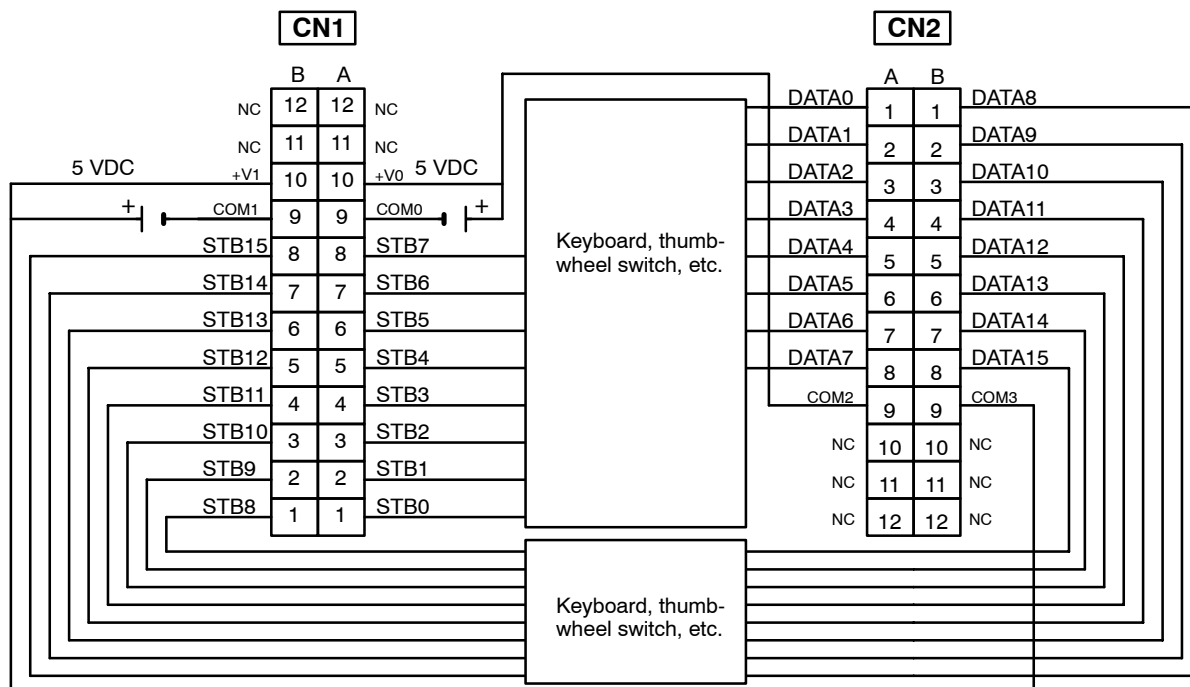 CN1 CN2
B A A B
NC 12 12 NC DATA0 1 1 DATA8
NC 11 11 NC DATA1 2 2 DATA9
5 VDC +V1 10 10 +V0 5 VDC DATA2 3 3 DATA10
+ COM1 9 9 COM0 + DATA3 4 4 DATA11
STB15 8 8 STB7 Keyboard, thumb- DATA4 5 5 DATA12
wheel switch, etc.
STB14 7 7 STB6 DATA5 6 6 DATA13
STB13 6 6 STB5 DATA6 7 7 DATA14
STB12 5 5 STB4 DATA7 8 8 DATA15
STB11 4 4 STB3 COM2 9 9 COM3
STB10 3 3 STB2 NC 10 10 NC
STB9 2 2 STB1 NC 11 11 NC
STB8 1 1 STB0 NC 12 12 NC
Keyboard, thumb-
wheel switch, etc.